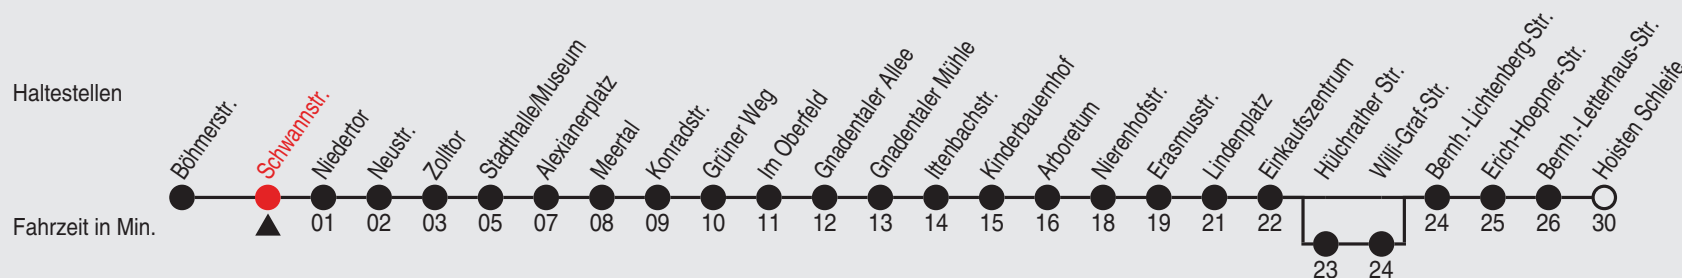 Haltestellen
Böhmerstr.
Schwannstr.
Niedertor
Neustr.
Zolltor
Stadthalle/Museum
Alexianerplatz
Meertal
Konradstr.
Grüner Weg
Im Oberfeld
Gnadentaler Allee
Gnadentaler Mühle
Ittenbachstr.
Kinderbauernhof
Arboretum
Nierenhofstr.
Erasmusstr.
Lindenplatz
Einkaufszentrum
Hülchrather Str.
Willi-Graf-Str.
Bernh.-Lichtenberg-Str.
Erich-Hoepner-Str.
Bernh.-Letterhaus-Str.
Hoisten Schleife
Fahrzeit in Min.
01 02 03 05 07 08 09 10 11 12 13 14 15 16 18 19 21 22 24 25 26 30
23 24